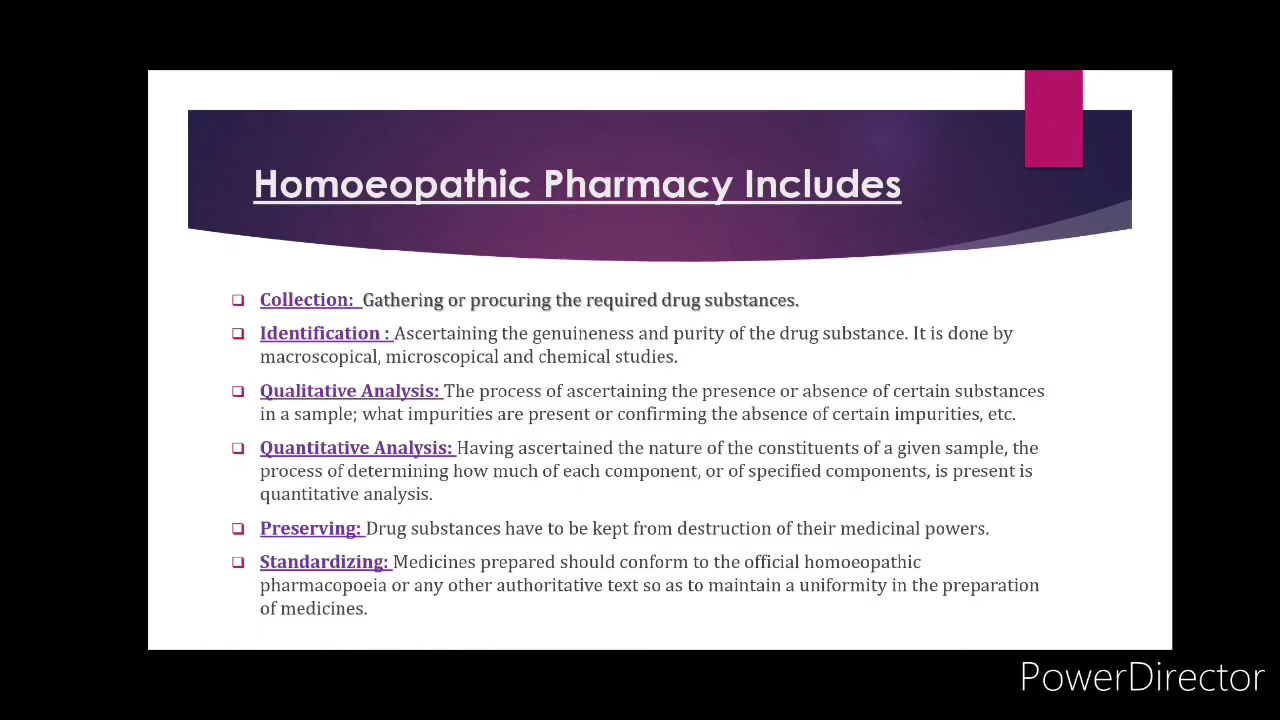 Homoeopathic Pharmacy Includes
Collection: Gathering or procuring the required drug substances.
Identification : Ascertaining the genuineness and purity of the drug substance. It is done by
macroscopical, microscopical and chemical studies.
Qualitative Analysis: The process of ascertaining the presence or absence of certain substances
in a sample; what impurities are present or confirming the absence of certain impurities, etc.
Quantitative Analysis: Having ascertained the nature of the constituents of a given sample, the
process of determining how much of each component, or of specified components, is present is
quantitative analysis.
Preserving: Drug substances have to be kept from destruction of their medicinal powers.
Standardizing: Medicines prepared should conform to the official homoeopathic
pharmacopoeia or any other authoritative text so as to maintain a uniformity in the preparation
of medicines.
PowerDirector